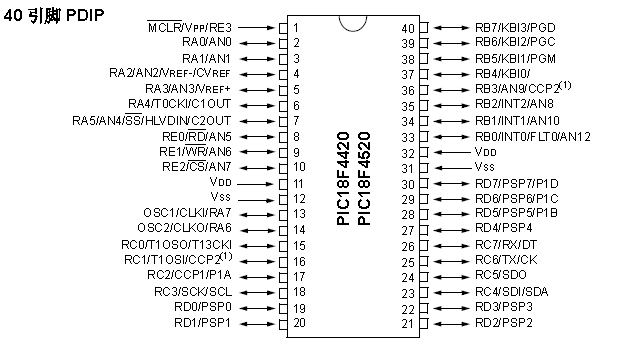 40 引脚 PDIP
MCLR/VPP/RE3 1
RA0/AN0 2
RA1/AN1 3
RA2/AN2/VREF-/CVREF 4
RA3/AN3/VREF+ 5
RA4/T0CKI/C1OUT 6
RA5/AN4/SS/HLVDIN/C2OUT 7
RE0/RD/AN5 8
RE1/WR/AN6 9
RE2/CS/AN7 10
VDD 11
VSS 12
OSC1/CLKI/RA7 13
OSC2/CLKO/RA6 14
RC0/T1OSO/T13CKI 15
RC1/T1OSI/CCP2(1) 16
RC2/CCP1/P1A 17
RC3/SCK/SCL 18
RD0/PSP0 19
RD1/PSP1 20
PIC18F4420
PIC18F4520
40 RB7/KBI3/PGD
39 RB6/KBI2/PGC
38 RB5/KBI1/PGM
37 RB4/KBI0/
36 RB3/AN9/CCP2(1)
35 RB2/INT2/AN8
34 RB1/INT1/AN10
33 RB0/INT0/FLT0/AN12
32 VDD
31 VSS
30 RD7/PSP7/P1D
29 RD6/PSP6/P1C
28 RD5/PSP5/P1B
27 RD4/PSP4
26 RC7/RX/DT
25 RC6/TX/CK
24 RC5/SDO
23 RC4/SDI/SDA
22 RD3/PSP3
21 RD2/PSP2